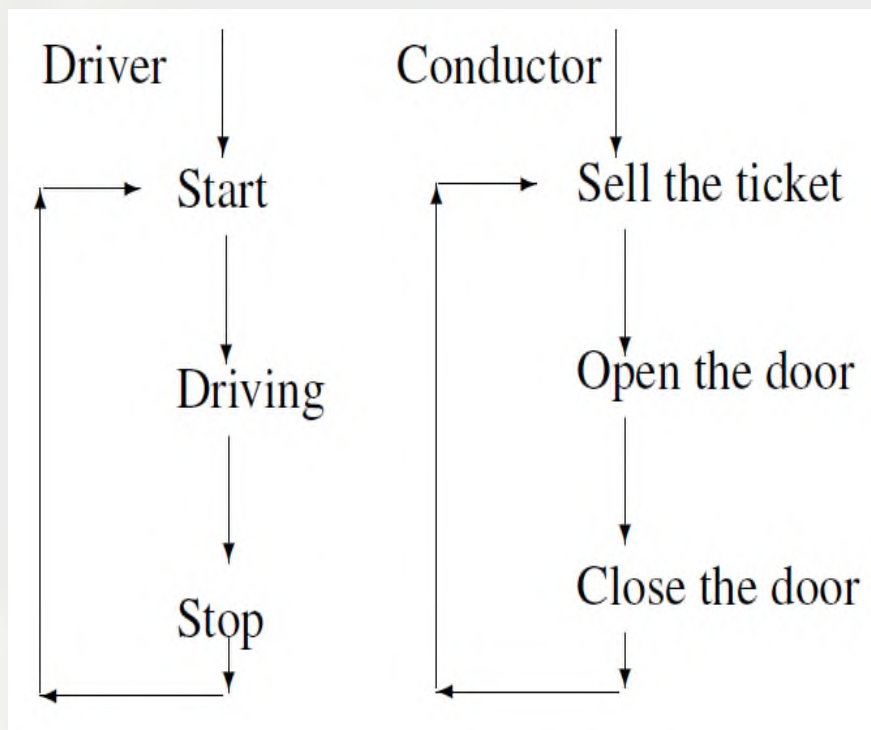 Driver
Start
Driving
Stop
Conductor
Sell the ticket
Open the door
Close the door